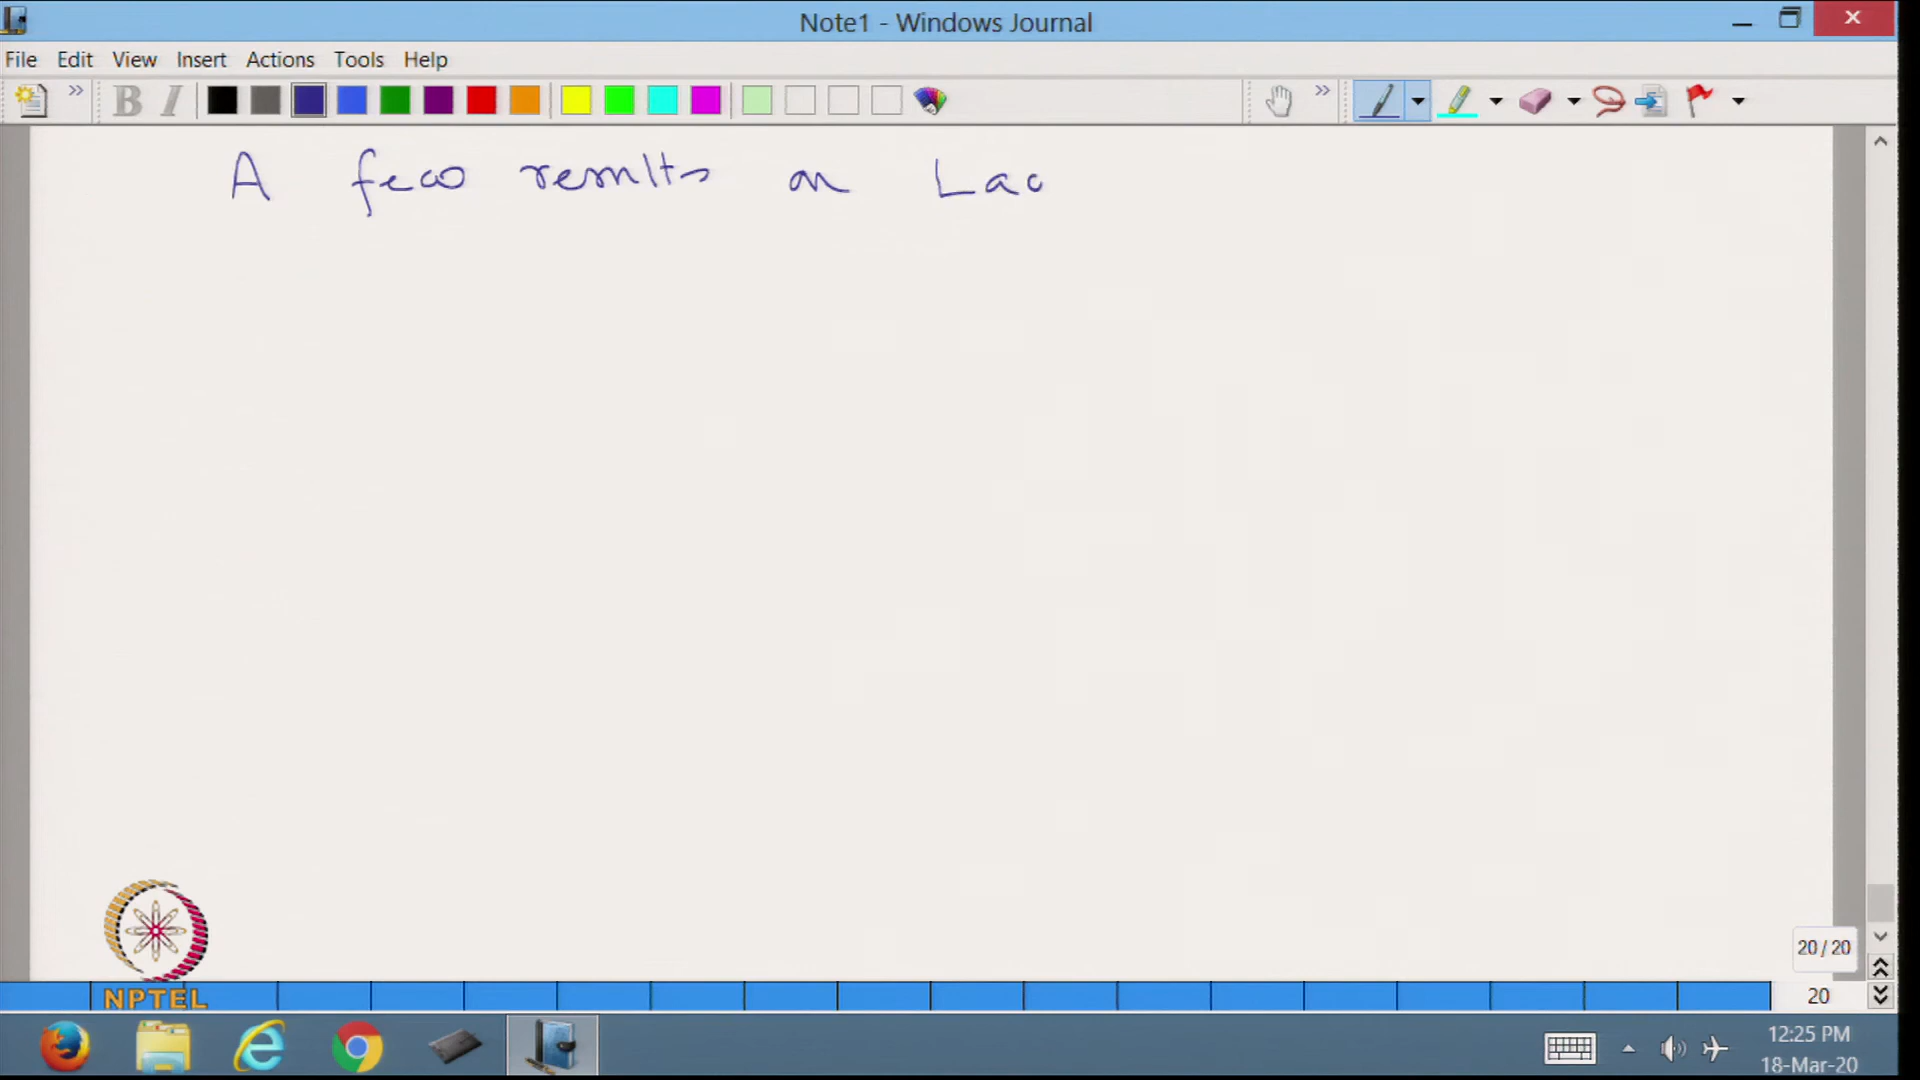 Note1 - Windows Journal
File Edit View Insert Actions Tools Help
B I
A few results on Lac
20 / 20
NPTEL
20
12:25 PM
18-Mar-20